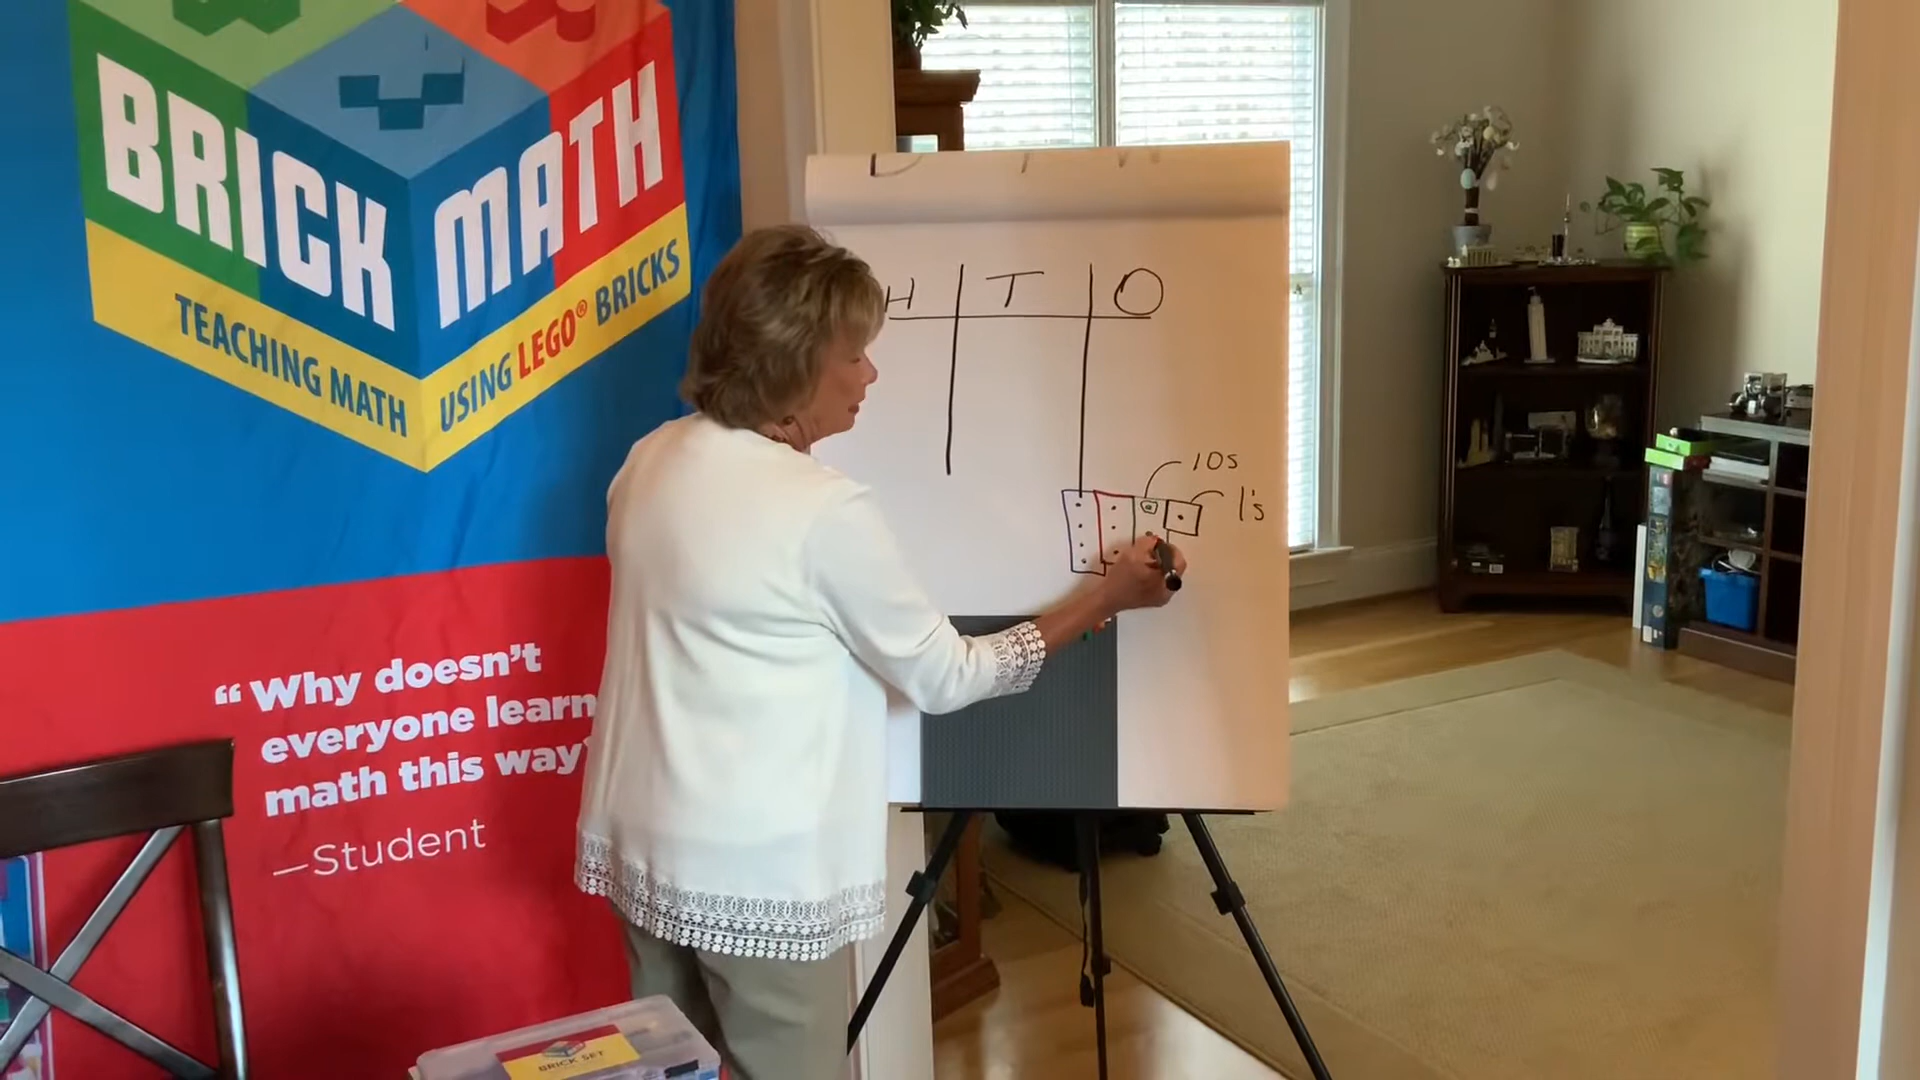 BRICK MATH
TEACHING MATH USING LEGO® BRICKS
“Why doesn’t
everyone learn
math this way
—Student
H T O
10s
1's
BRICK SET